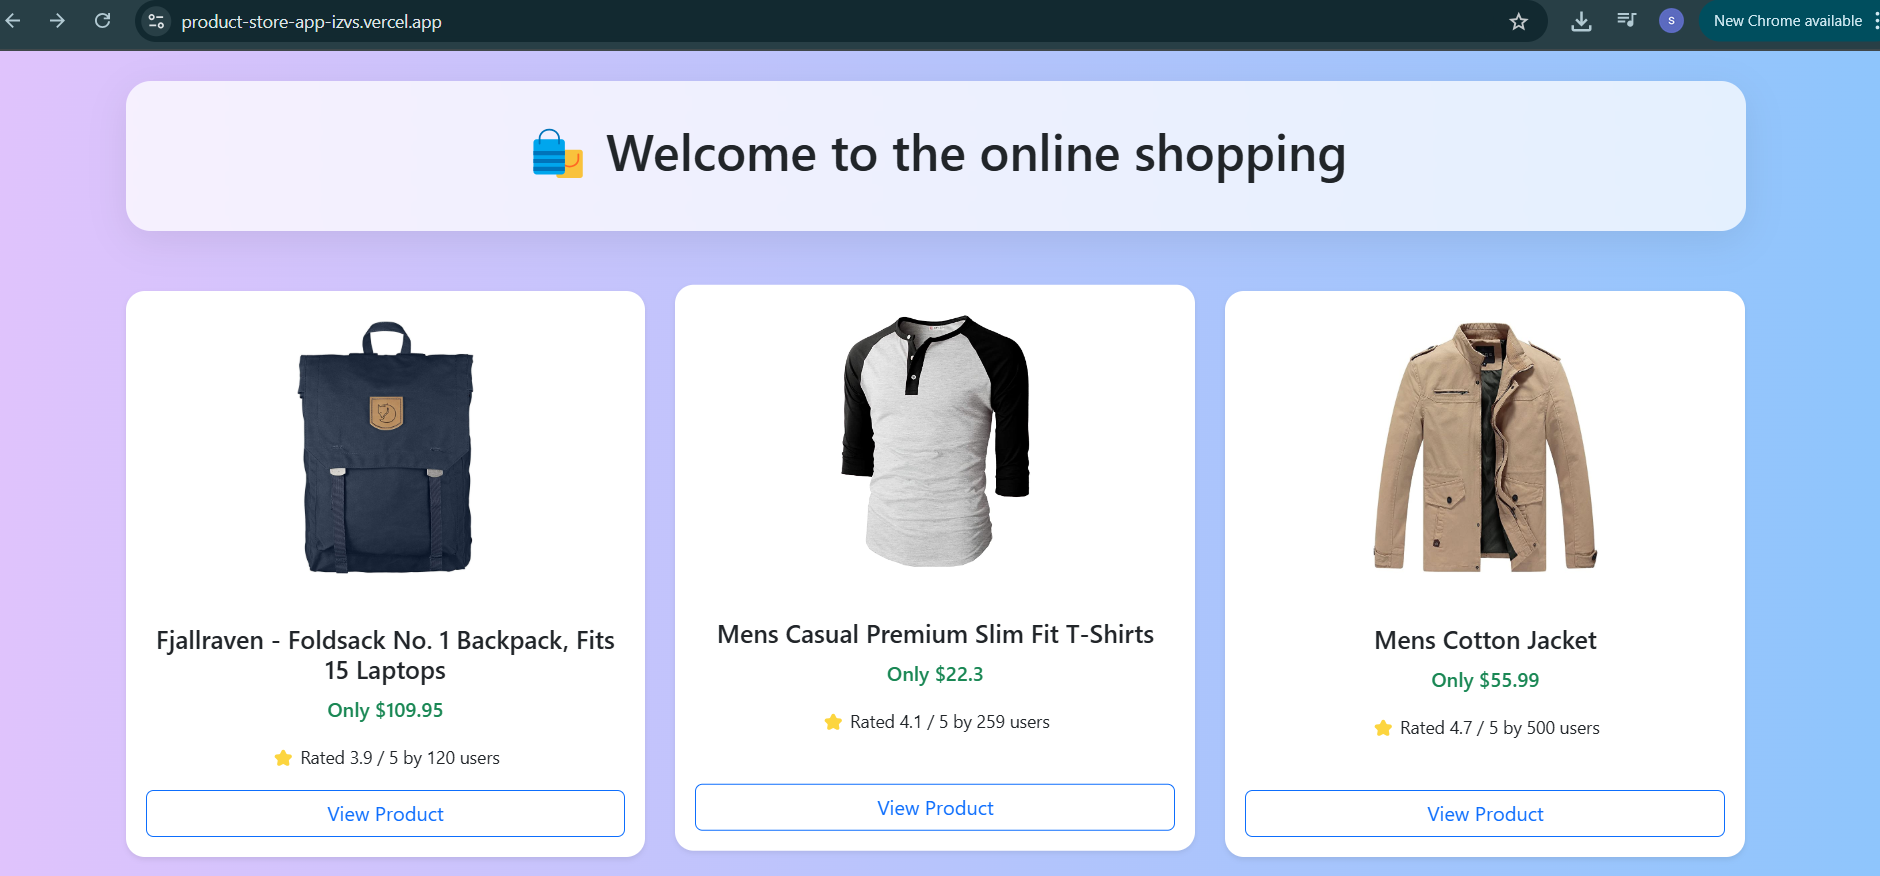 product-store-app-izvs.vercel.app
S
New Chrome available
Welcome to the online shopping
Fjallraven - Foldsack No. 1 Backpack, Fits
15 Laptops
Only $109.95
Rated 3.9 / 5 by 120 users
View Product
Mens Casual Premium Slim Fit T-Shirts
Only $22.3
Rated 4.1 / 5 by 259 users
View Product
Mens Cotton Jacket
Only $55.99
Rated 4.7 / 5 by 500 users
View Product